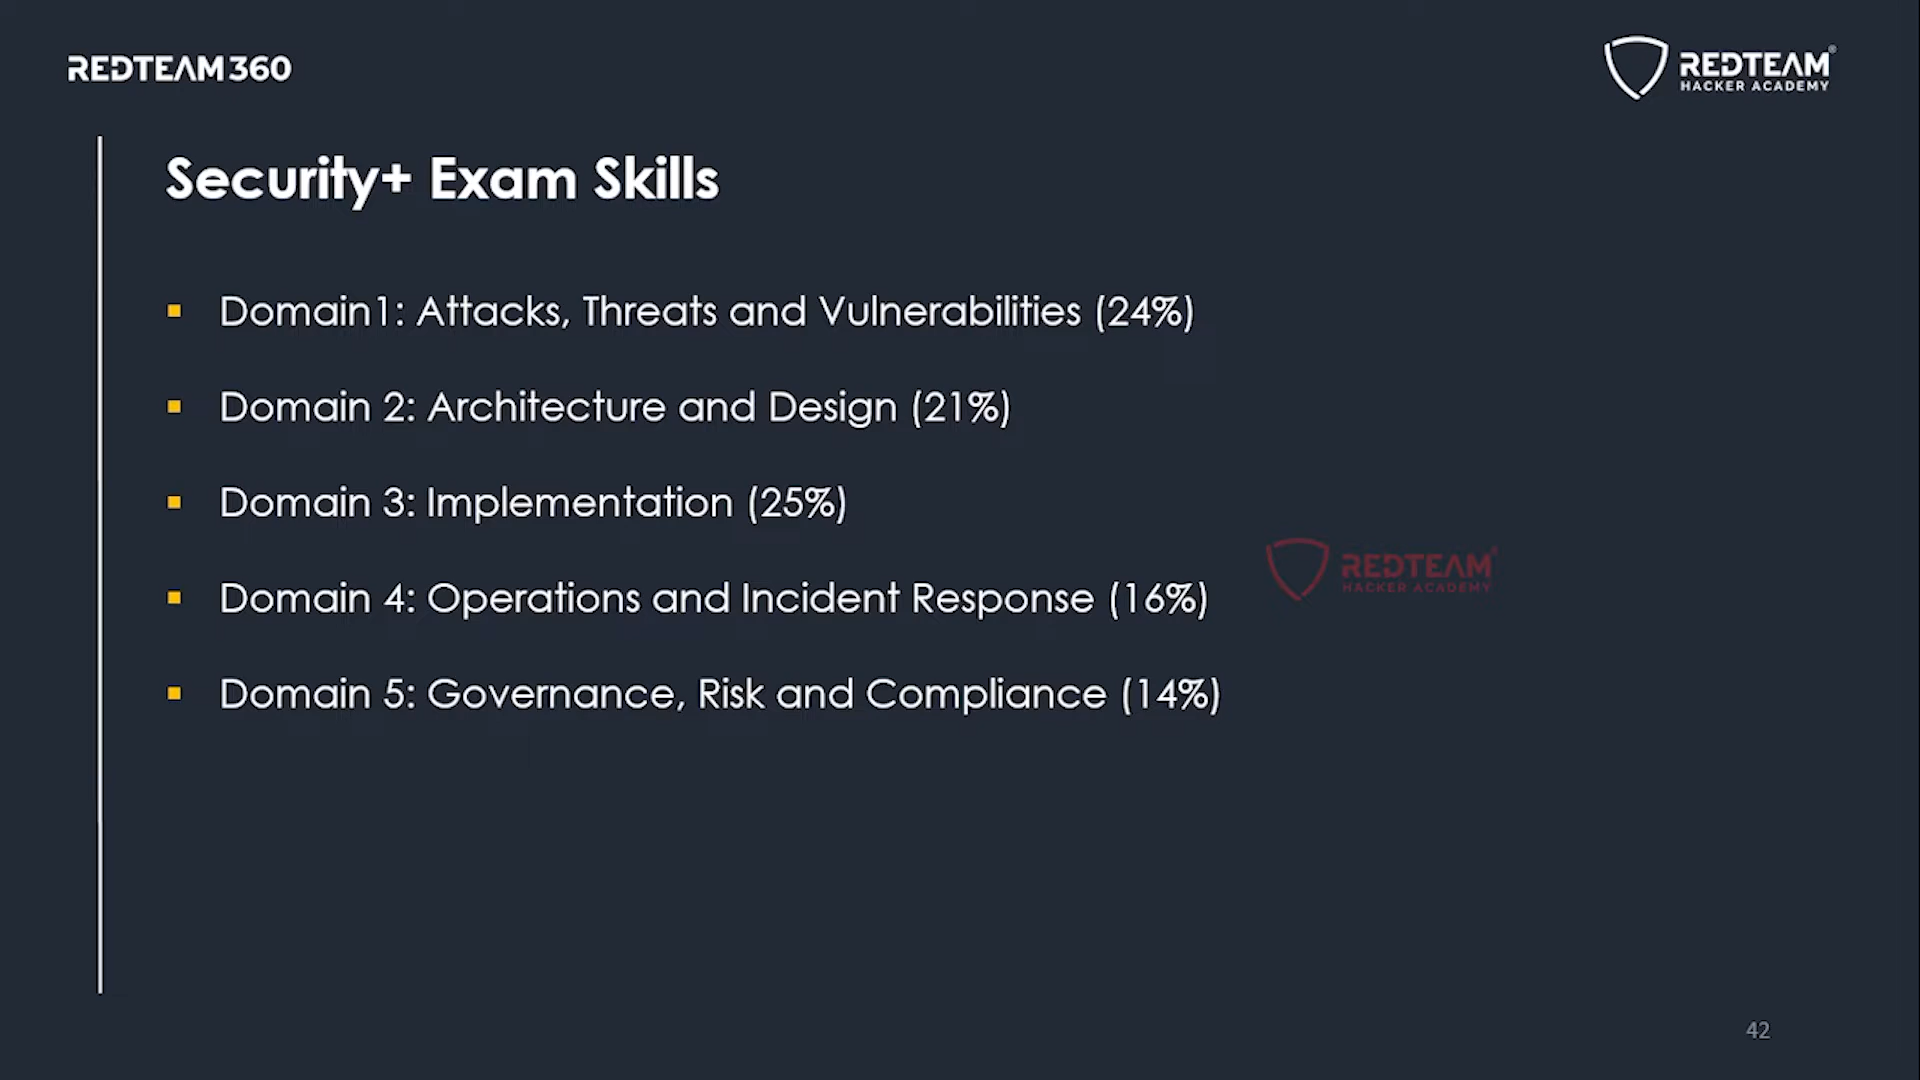 REDTEAM360
REDTEAM®
HACKER ACADEMY
Security+ Exam Skills
Domain1: Attacks, Threats and Vulnerabilities (24%)
Domain 2: Architecture and Design (21%)
Domain 3: Implementation (25%)
REDTEAM®
HACKER ACADEMY
Domain 4: Operations and Incident Response (16%)
Domain 5: Governance, Risk and Compliance (14%)
42